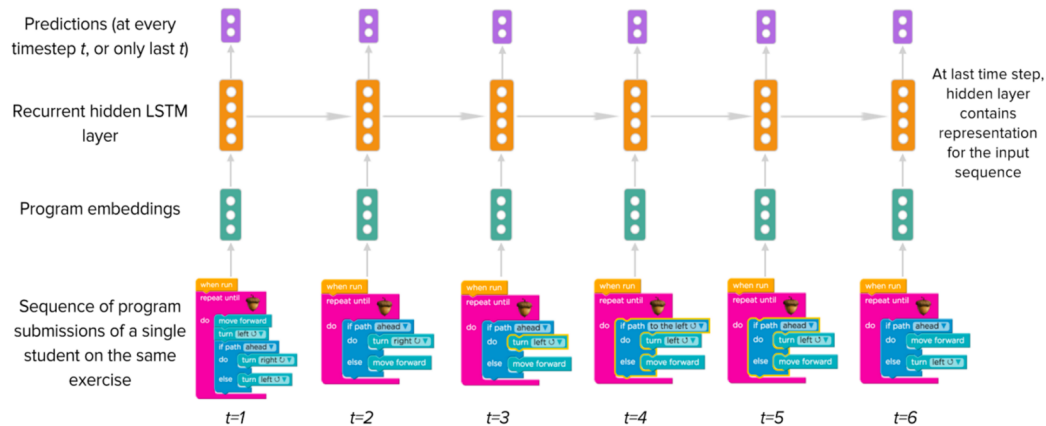 Predictions (at every
timestep t, or only last t)
Recurrent hidden LSTM
layer
At last time step,
hidden layer
contains
representation
for the input
sequence
Program embeddings
Sequence of program
submissions of a single
student on the same
exercise
when run
repeat until
do move forward
turn left ↺ ▼
if path ahead ▼
do turn right ↻ ▼
else turn left ↺ ▼
t=1
when run
repeat until
do if path ahead ▼
do turn right ↻ ▼
else move forward
t=2
when run
repeat until
do if path ahead ▼
do turn left ↺ ▼
else move forward
t=3
when run
repeat until
do if path to the left ↺ ▼
do turn left ↺ ▼
else move forward
t=4
when run
repeat until
do if path ahead ▼
do turn left ↺ ▼
else move forward
t=5
when run
repeat until
do if path ahead ▼
do move forward
else turn left ↺ ▼
t=6